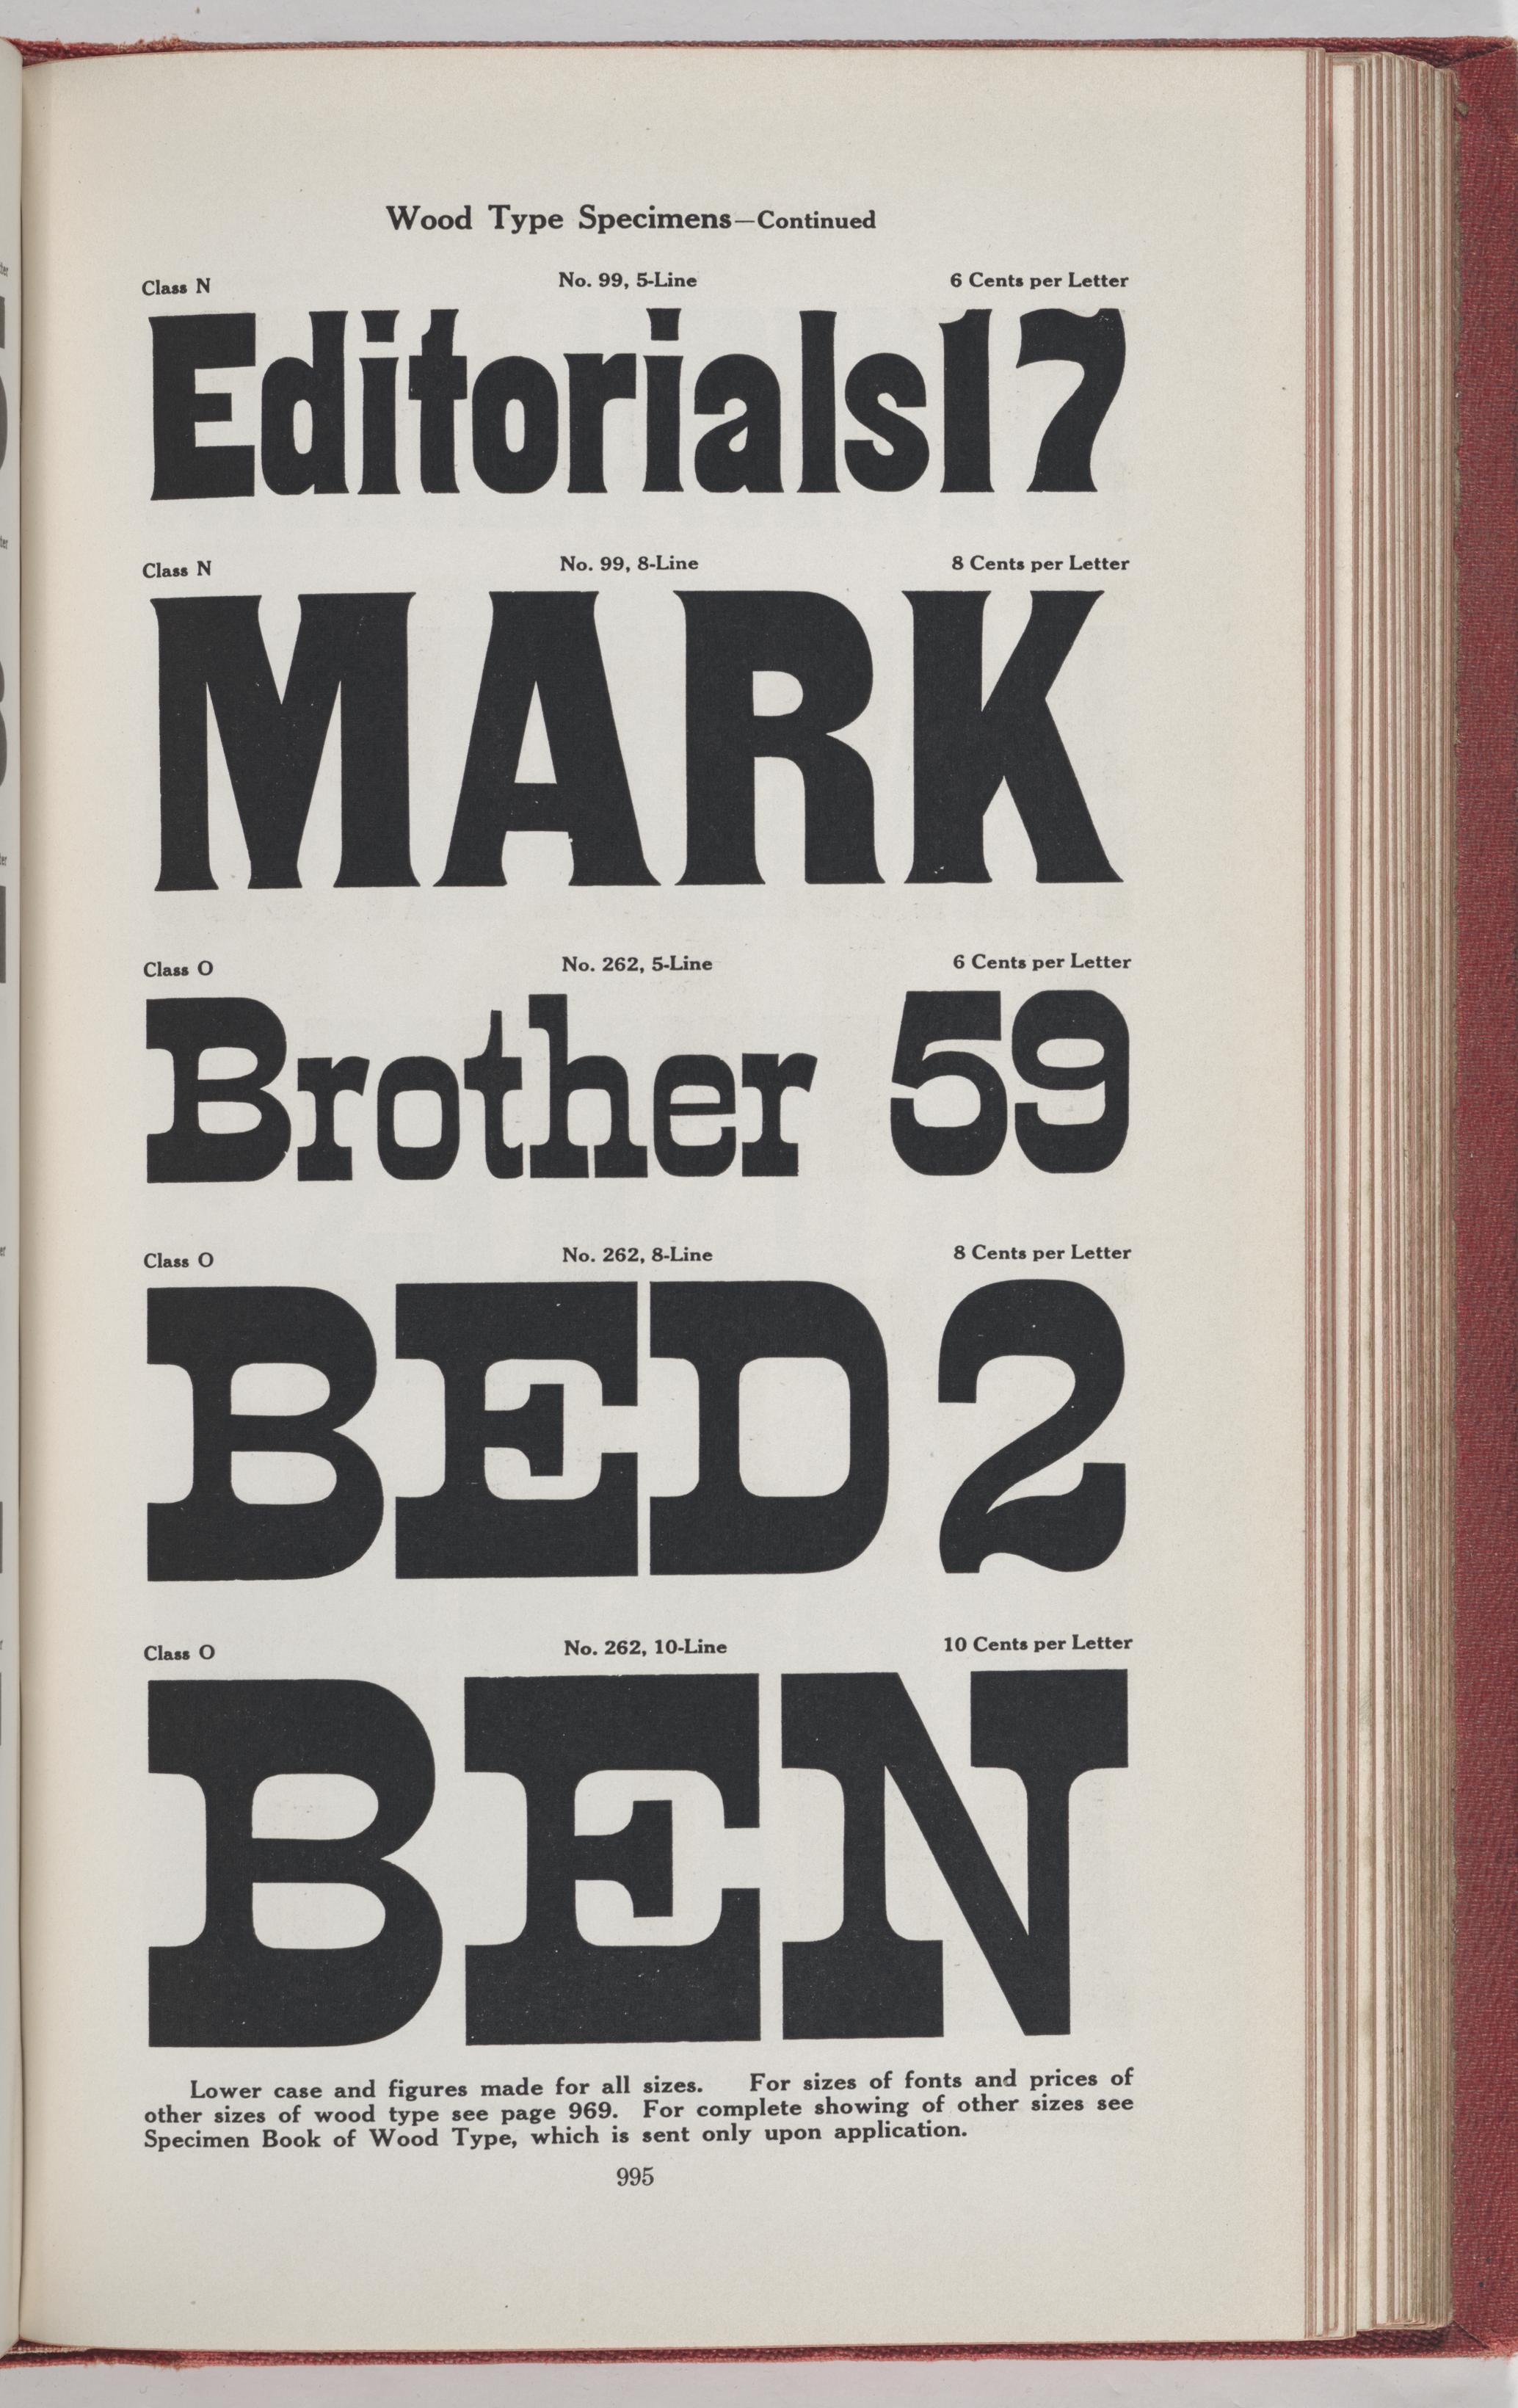 Wood Type Specimens—Continued
Class N No. 99, 5-Line 6 Cents per Letter
Editorials17
Class N No. 99, 8-Line 8 Cents per Letter
MARK
Class O No. 262, 5-Line 6 Cents per Letter
Brother 59
Class O No. 262, 8-Line 8 Cents per Letter
BED2
Class O No. 262, 10-Line 10 Cents per Letter
BEN
Lower case and figures made for all sizes. For sizes of fonts and prices of
other sizes of wood type see page 969. For complete showing of other sizes see
Specimen Book of Wood Type, which is sent only upon application.
995